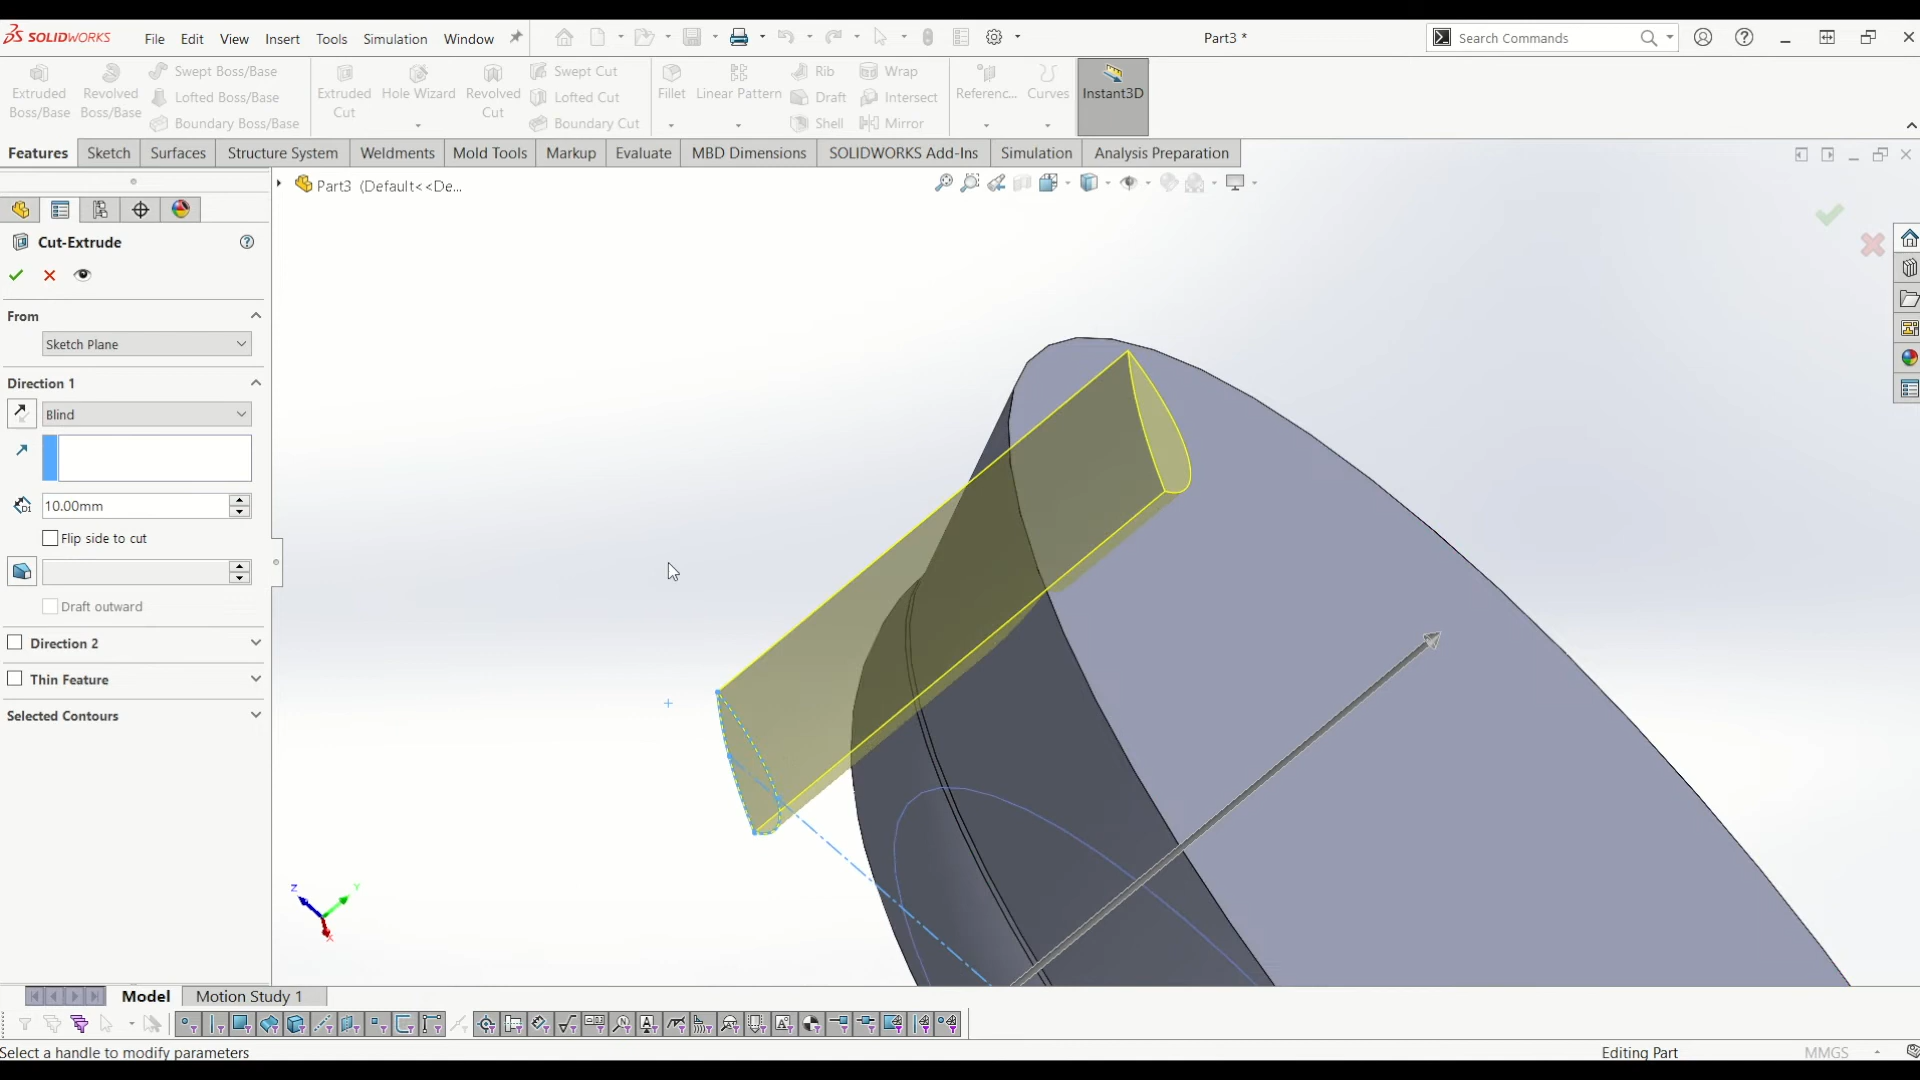 SOLIDWORKS File Edit View Insert Tools Simulation Window Part3 * Search Commands
Extruded Boss/Base
Revolved Boss/Base
Swept Boss/Base
Lofted Boss/Base
Boundary Boss/Base
Extruded Cut
Hole Wizard
Revolved Cut
Swept Cut
Lofted Cut
Boundary Cut
Fillet
Linear Pattern
Rib
Draft
Shell
Wrap
Intersect
Mirror
Referenc...
Curves
Instant3D
Features Sketch Surfaces Structure System Weldments Mold Tools Markup Evaluate MBD Dimensions SOLIDWORKS Add-Ins Simulation Analysis Preparation
Part3 (Default<<De...
Cut-Extrude
From
Sketch Plane
Direction 1
Blind
10.00mm
Flip side to cut
Draft outward
Direction 2
Thin Feature
Selected Contours
Z Y
X
Model Motion Study 1
Select a handle to modify parameters Editing Part MMGS